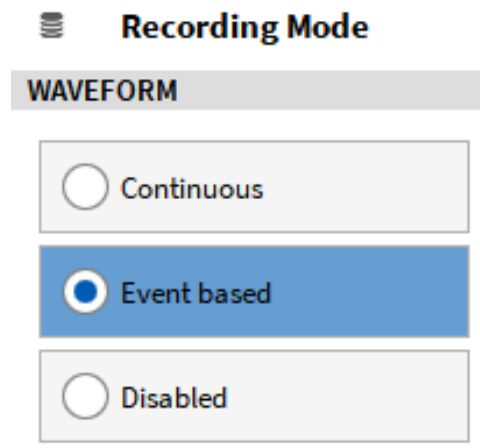 Recording Mode
WAVEFORM
Continuous
Event based
Disabled